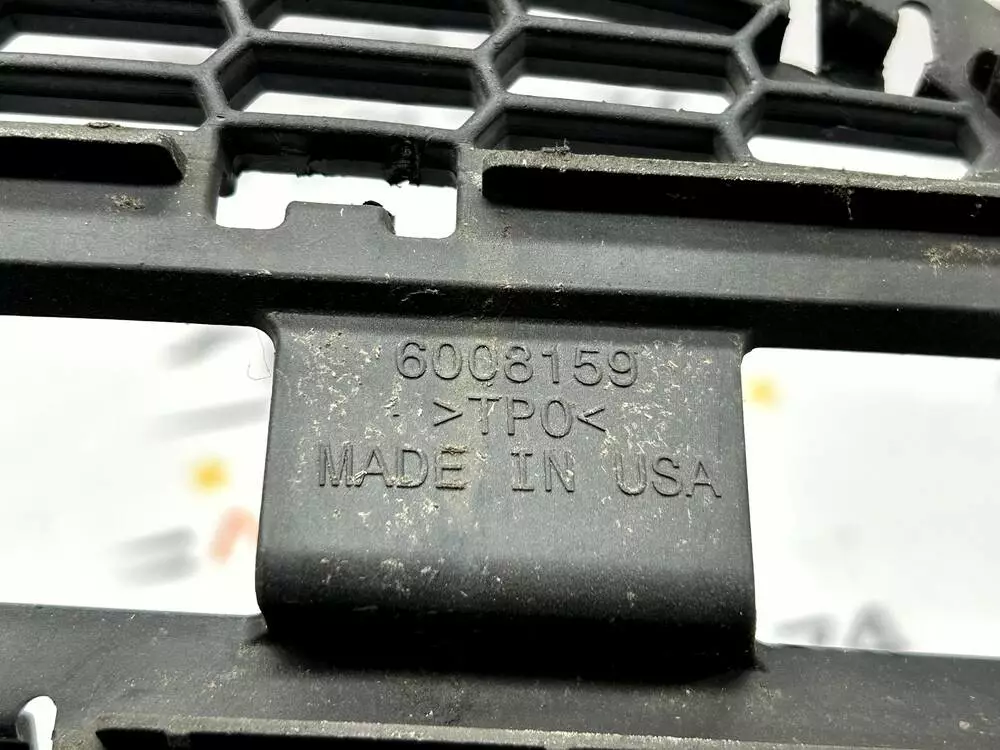 6008159
>TPO<
MADE IN USA